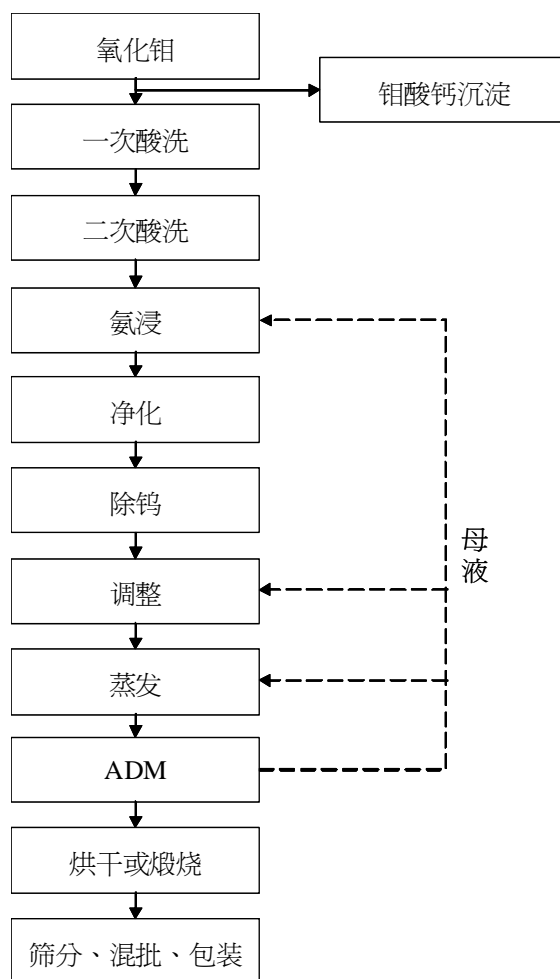 氧化钼
钼酸钙沉淀
一次酸洗
二次酸洗
氨浸
净化
除钨
母液
调整
蒸发
ADM
烘干或煅烧
筛分、混批、包装